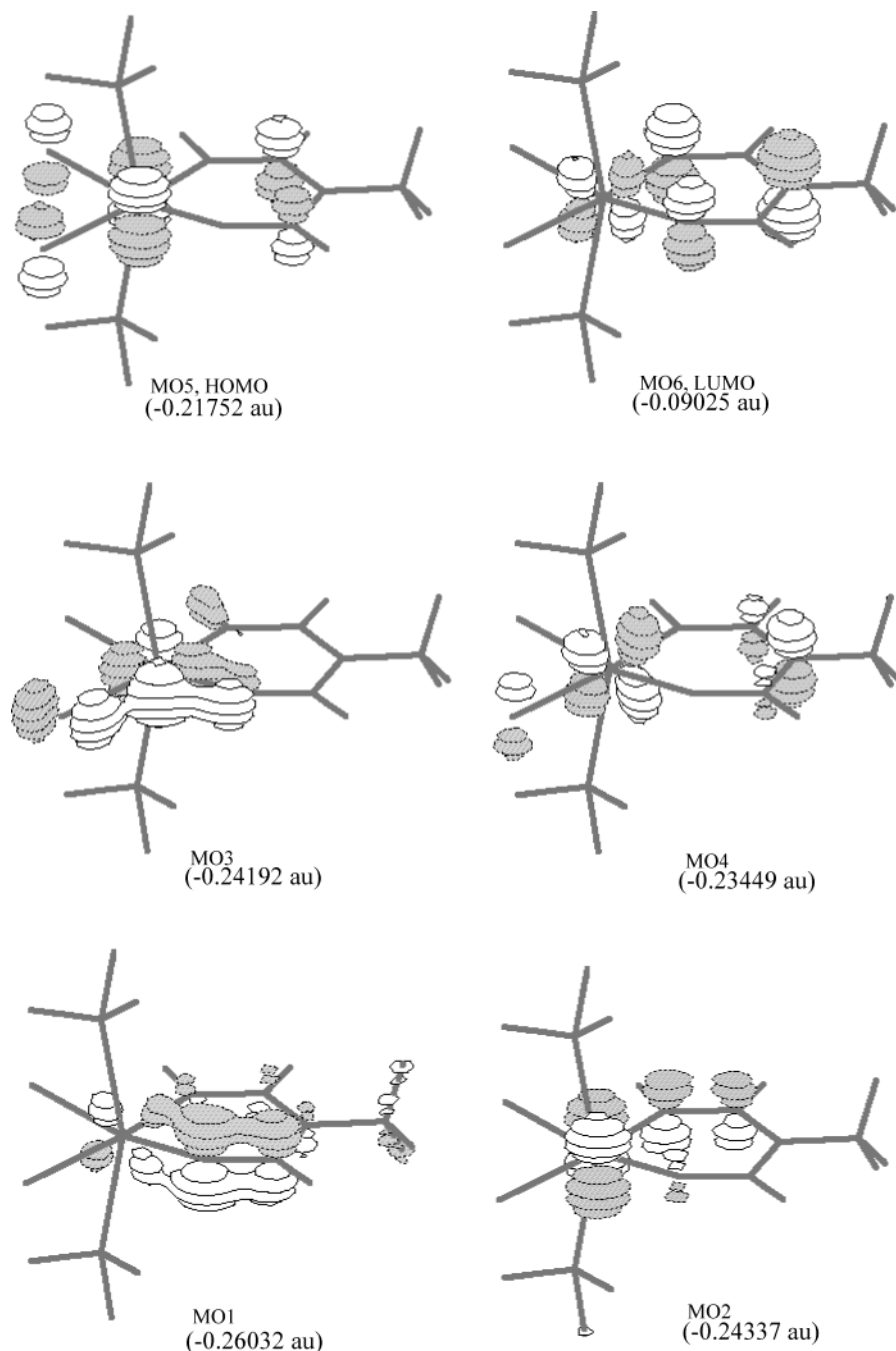 MO5, HOMO
(-0.21752 au)
MO6, LUMO
(-0.09025 au)
MO3
(-0.24192 au)
MO4
(-0.23449 au)
MO1
(-0.26032 au)
MO2
(-0.24337 au)